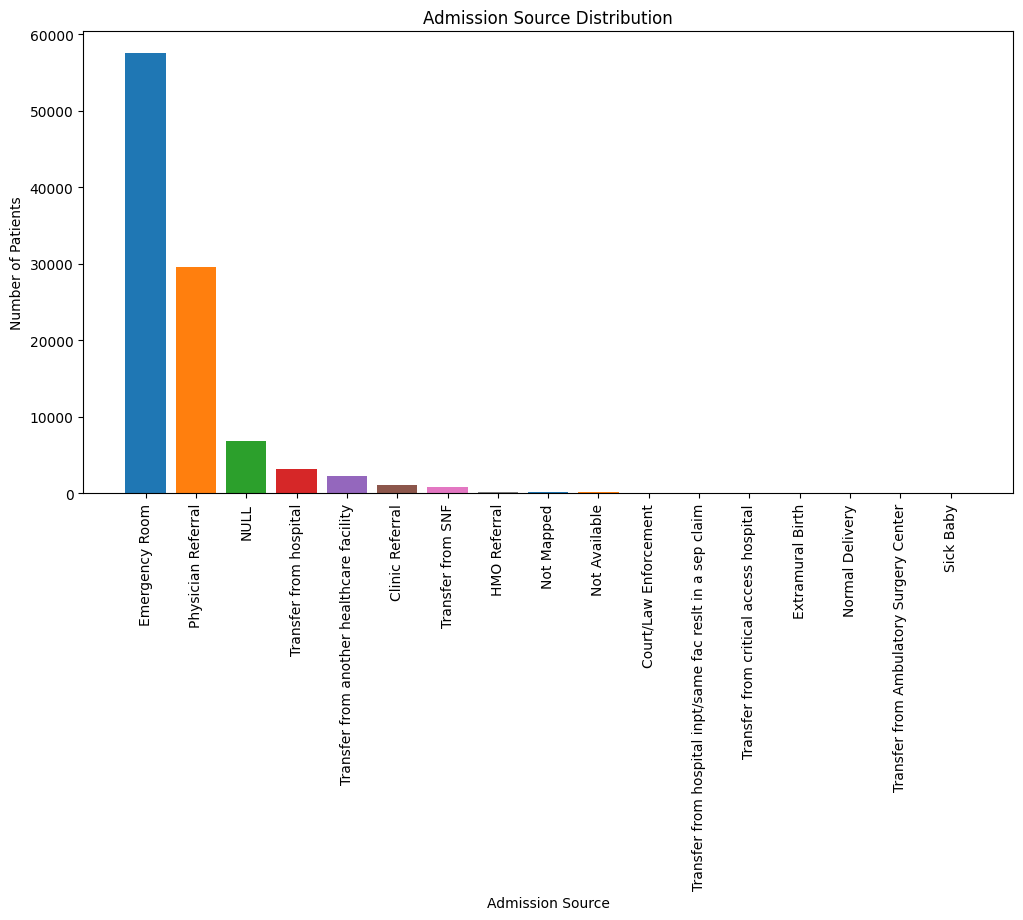 Admission Source Distribution
Number of Patients
60000
50000
40000
30000
20000
10000
0
Emergency Room
Physician Referral
NULL
Transfer from hospital
Transfer from another healthcare facility
Clinic Referral
Transfer from SNF
HMO Referral
Not Mapped
Not Available
Court/Law Enforcement
Transfer from hospital inpt/same fac reslt in a sep claim
Transfer from critical access hospital
Extramural Birth
Normal Delivery
Transfer from Ambulatory Surgery Center
Sick Baby
Admission Source